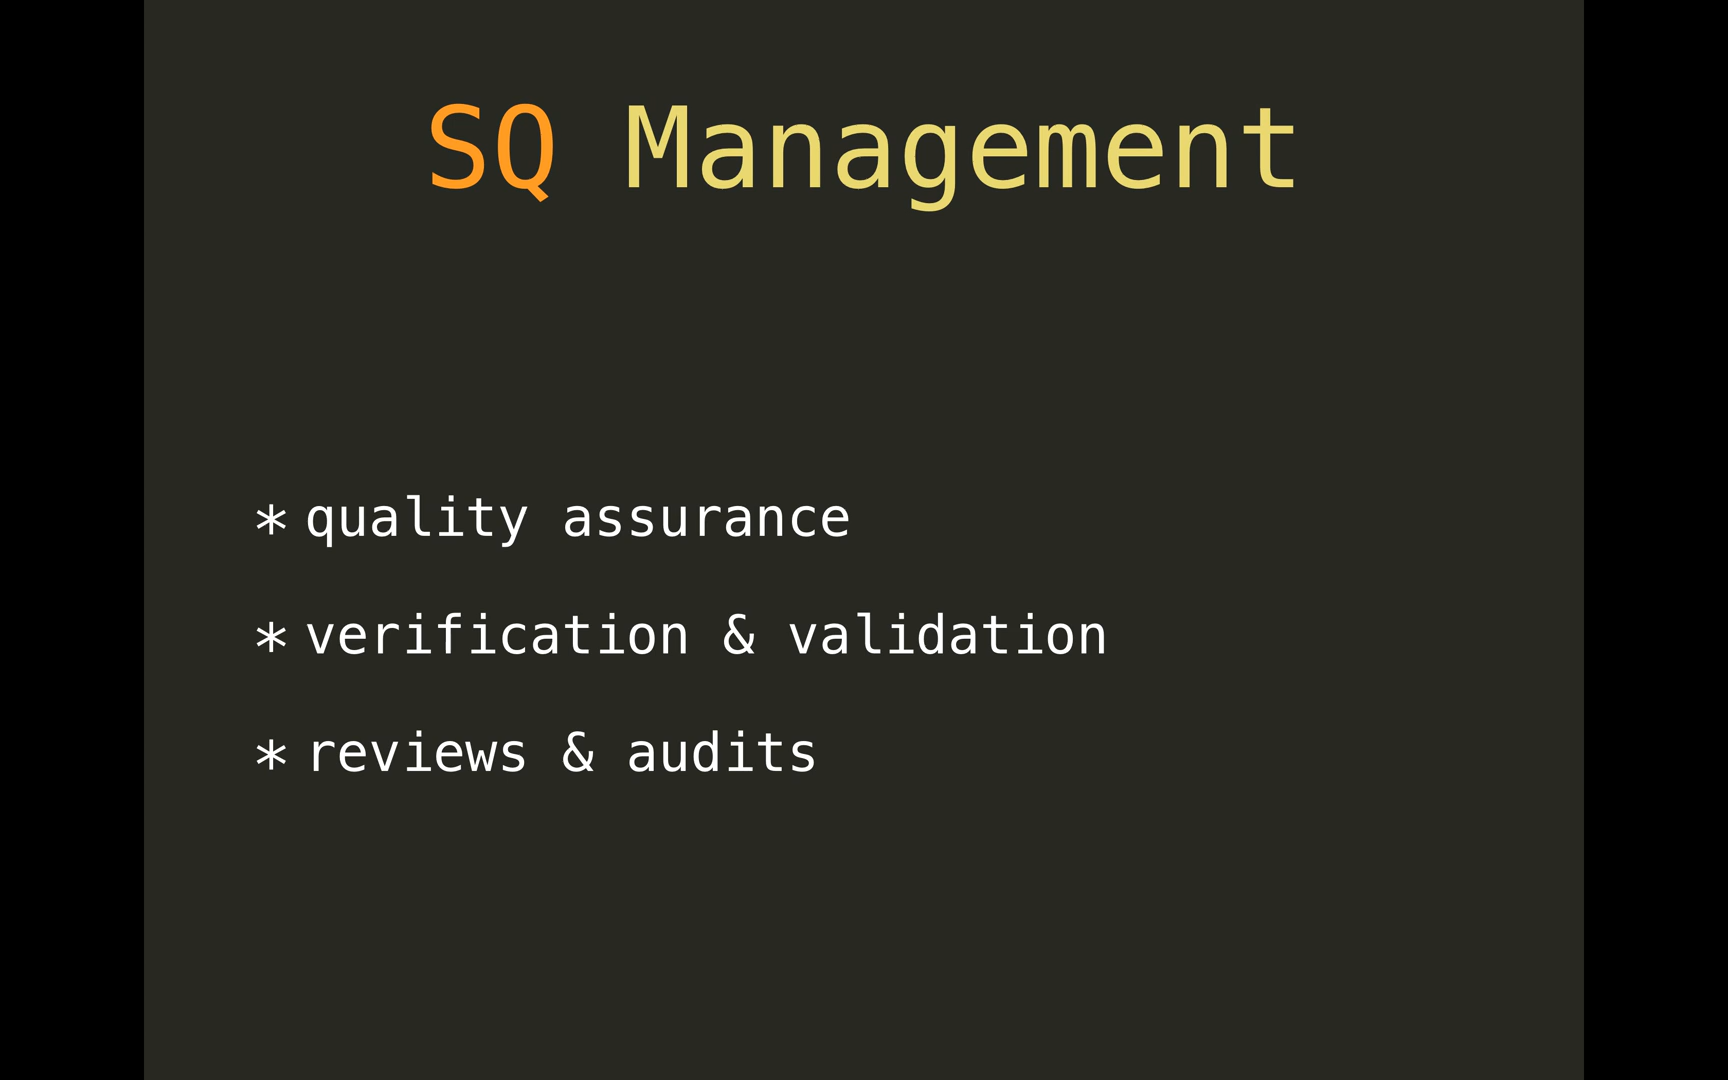 SQ Management
* quality assurance
* verification & validation
* reviews & audits